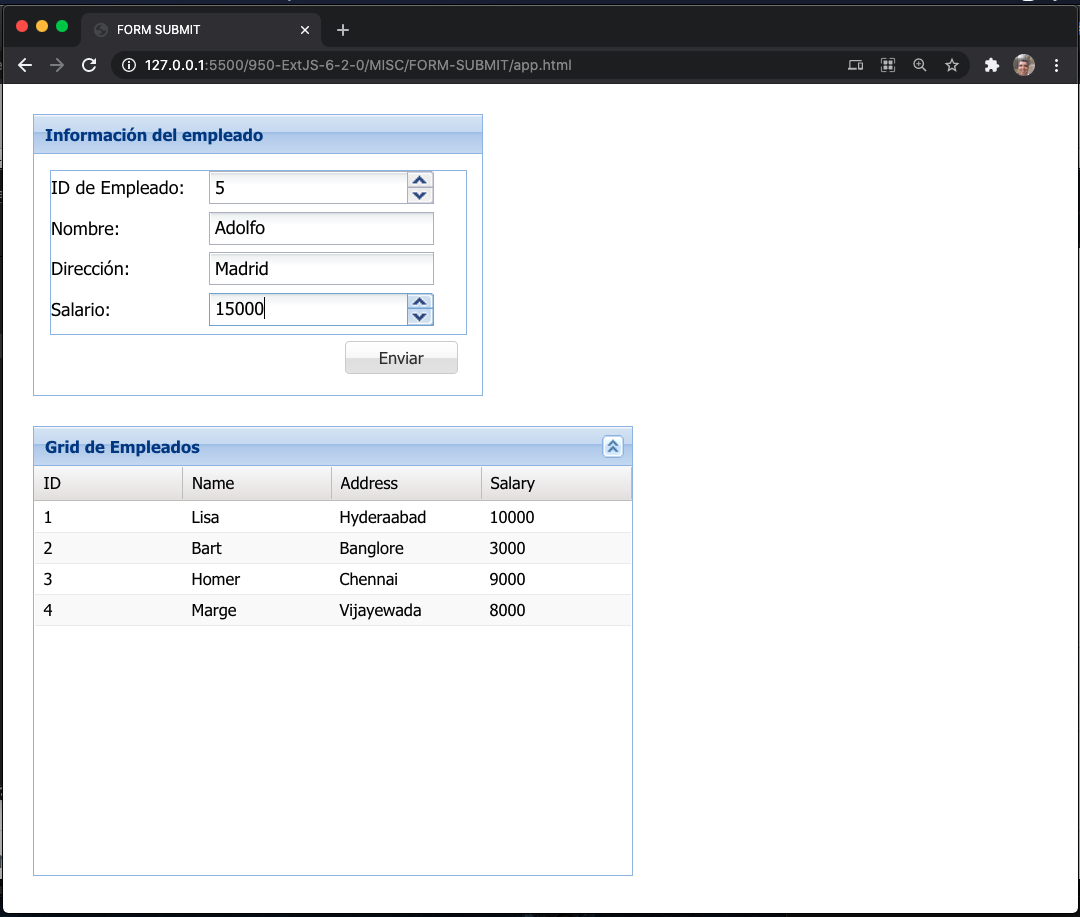 FORM SUBMIT
127.0.0.1:5500/950-ExtJS-6-2-0/MISC/FORM-SUBMIT/app.html
Información del empleado
ID de Empleado: 5
Nombre: Adolfo
Dirección: Madrid
Salario: 15000
Enviar
Grid de Empleados
ID Name Address Salary
1 Lisa Hyderaabad 10000
2 Bart Banglore 3000
3 Homer Chennai 9000
4 Marge Vijayewada 8000